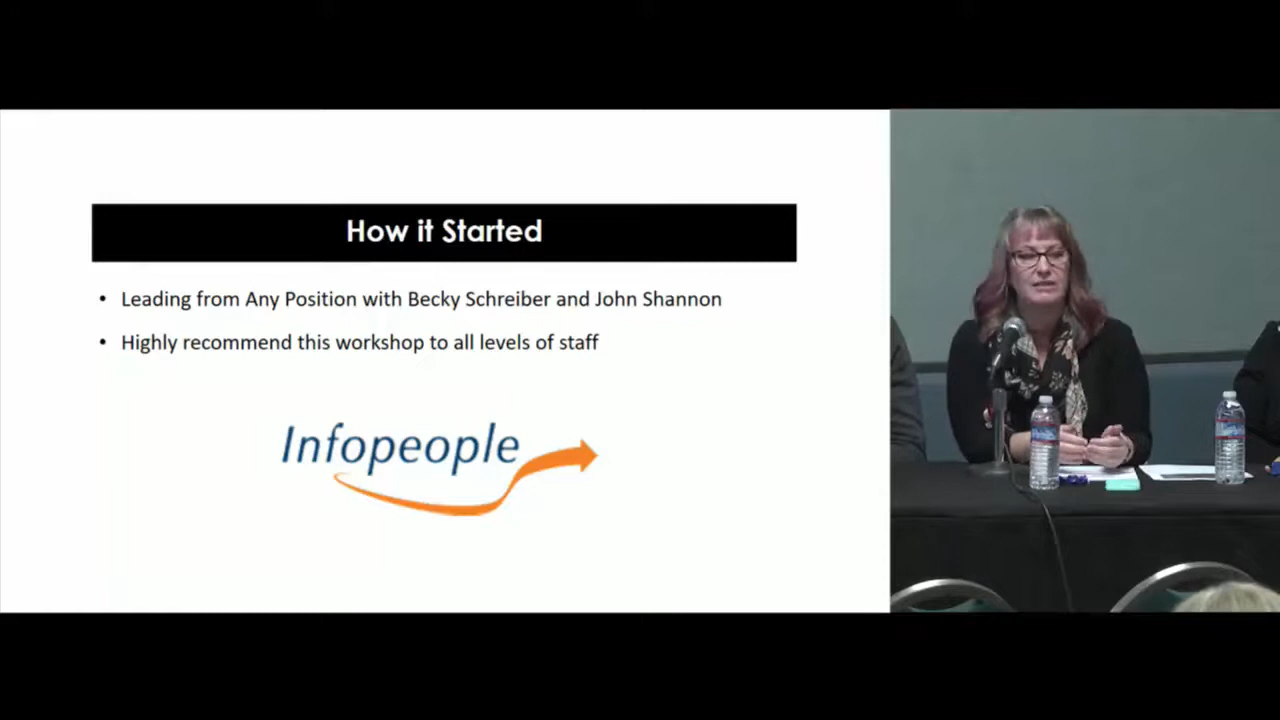 How it Started
• Leading from Any Position with Becky Schreiber and John Shannon
• Highly recommend this workshop to all levels of staff
Infopeople